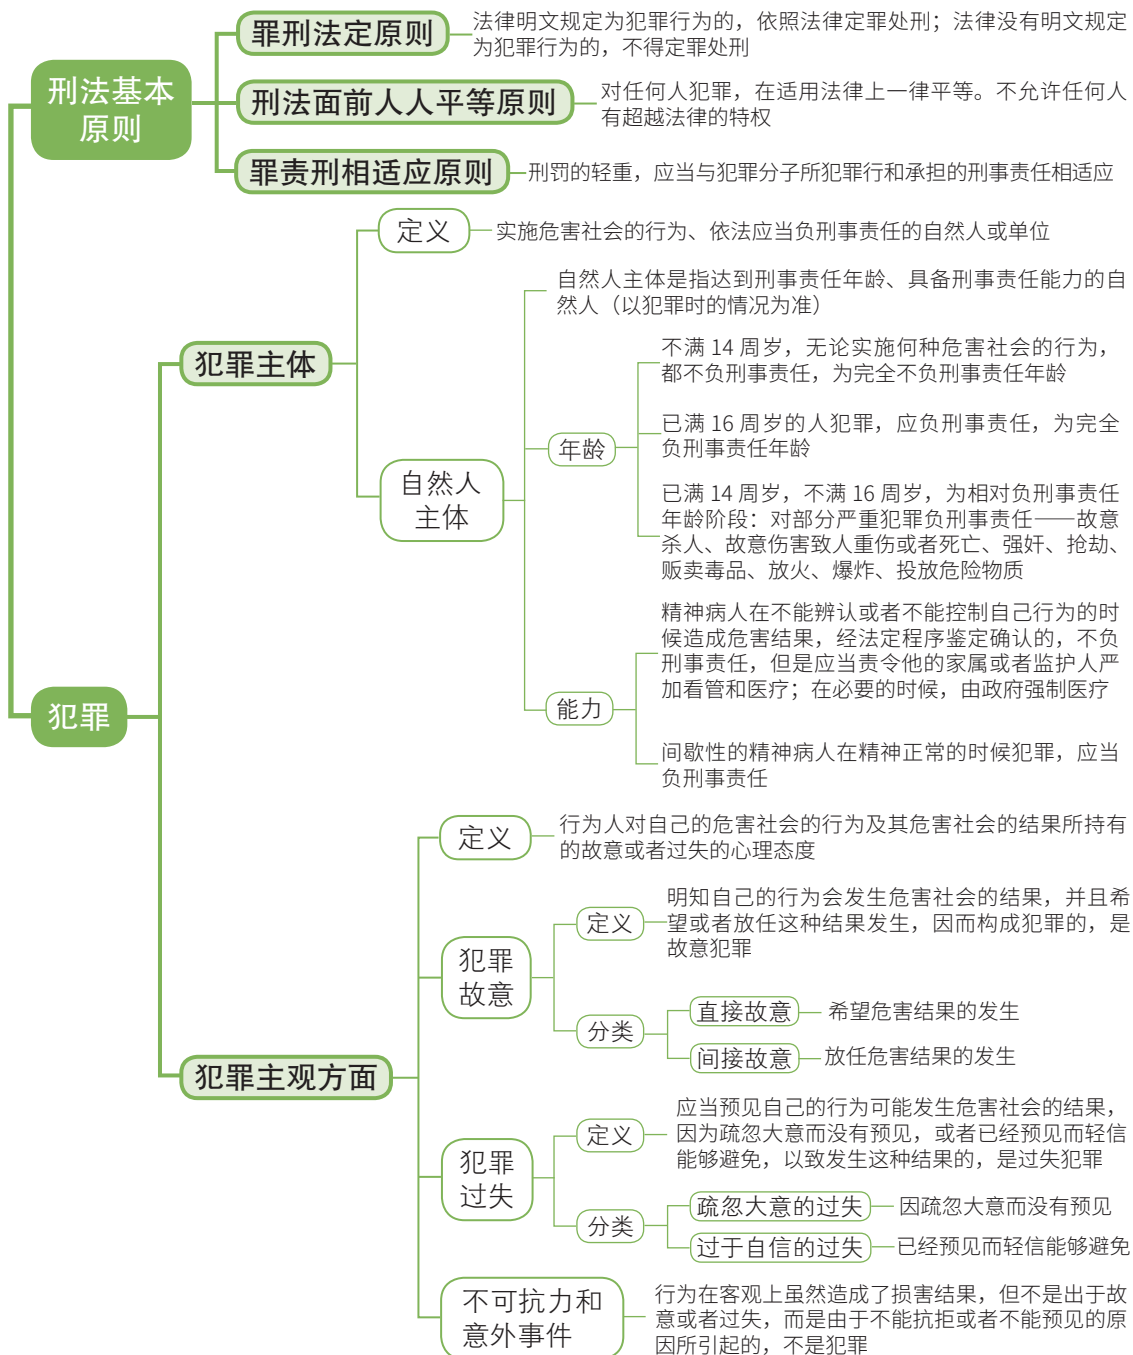 刑法基本
原则
罪刑法定原则
法律明文规定为犯罪行为的，依照法律定罪处刑；法律没有明文规定
为犯罪行为的，不得定罪处刑
刑法面前人人平等原则
对任何人犯罪，在适用法律上一律平等。不允许任何人
有超越法律的特权
罪责刑相适应原则
刑罚的轻重，应当与犯罪分子所犯罪行和承担的刑事责任相适应
犯罪
犯罪主体
定义
实施危害社会的行为、依法应当负刑事责任的自然人或单位
自然人
主体
自然人主体是指达到刑事责任年龄、具备刑事责任能力的自
然人（以犯罪时的情况为准）
年龄
不满 14 周岁，无论实施何种危害社会的行为，
都不负刑事责任，为完全不负刑事责任年龄
已满 16 周岁的人犯罪，应负刑事责任，为完全
负刑事责任年龄
已满 14 周岁，不满 16 周岁，为相对负刑事责任
年龄阶段：对部分严重犯罪负刑事责任——故意
杀人、故意伤害致人重伤或者死亡、强奸、抢劫、
贩卖毒品、放火、爆炸、投放危险物质
能力
精神病人在不能辨认或者不能控制自己行为的时
候造成危害结果，经法定程序鉴定确认的，不负
刑事责任，但是应当责令他的家属或者监护人严
加看管和医疗；在必要的时候，由政府强制医疗
间歇性的精神病人在精神正常的时候犯罪，应当
负刑事责任
犯罪主观方面
定义
行为人对自己的危害社会的行为及其危害社会的结果所持有
的故意或者过失的心理态度
犯罪
故意
定义
明知自己的行为会发生危害社会的结果，并且希
望或者放任这种结果发生，因而构成犯罪的，是
故意犯罪
分类
直接故意
希望危害结果的发生
间接故意
放任危害结果的发生
犯罪
过失
定义
应当预见自己的行为可能发生危害社会的结果，
因为疏忽大意而没有预见，或者已经预见而轻信
能够避免，以致发生这种结果的，是过失犯罪
分类
疏忽大意的过失
因疏忽大意而没有预见
过于自信的过失
已经预见而轻信能够避免
不可抗力和
意外事件
行为在客观上虽然造成了损害结果，但不是出于故
意或者过失，而是由于不能抗拒或者不能预见的原
因所引起的，不是犯罪